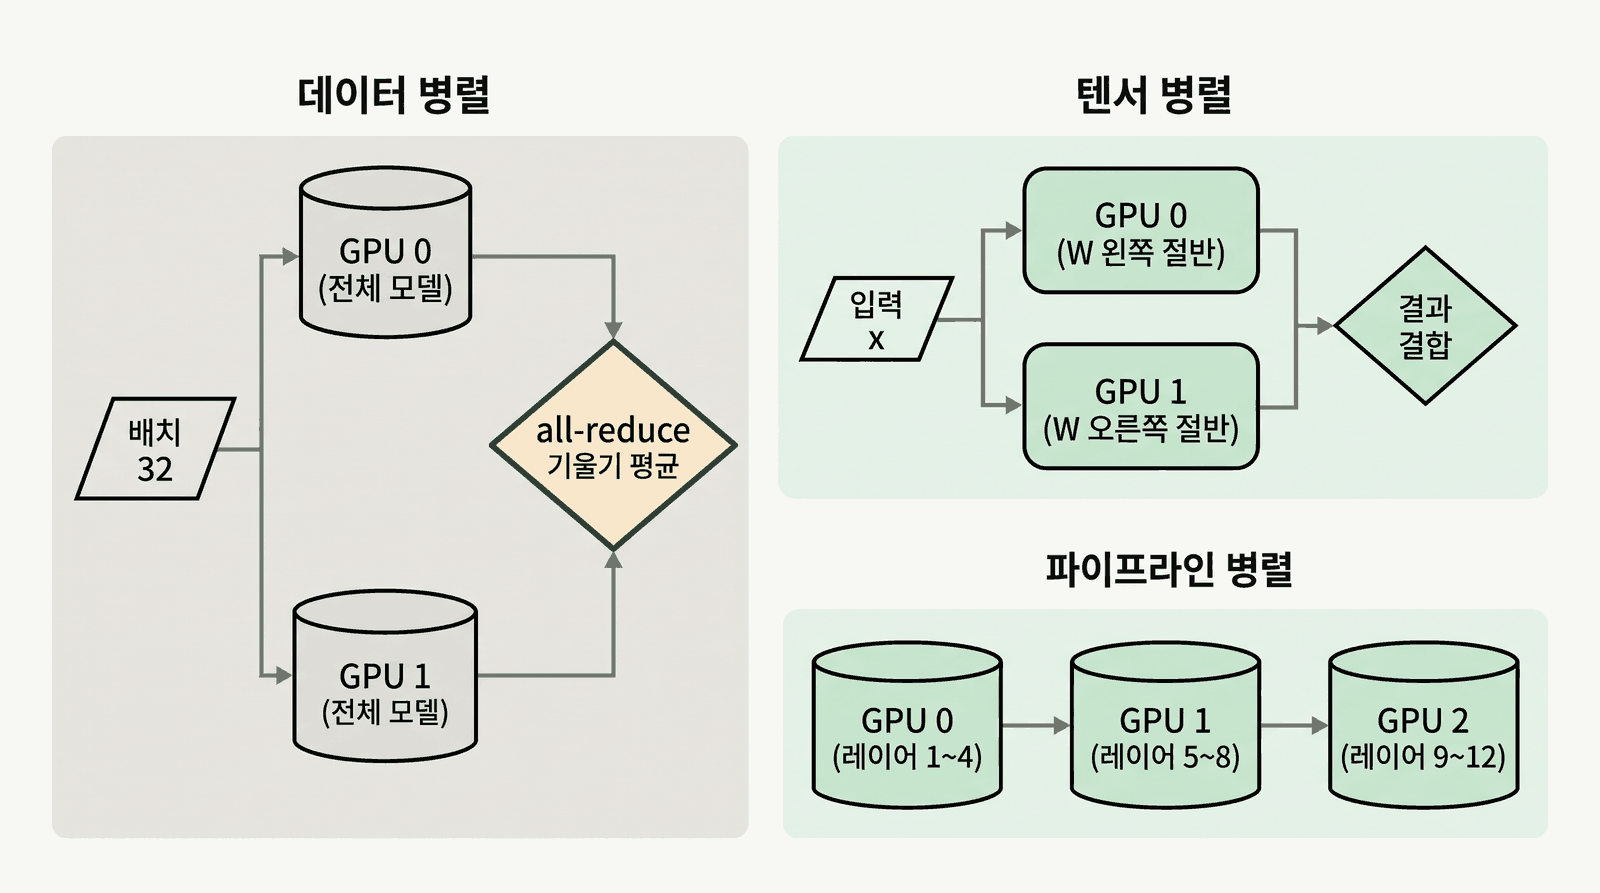 데이터 병렬
GPU 0
(전체 모델)
배치
32
all-reduce
기울기 평균
GPU 1
(전체 모델)
텐서 병렬
GPU 0
(W 왼쪽 절반)
입력
x
결과
결합
GPU 1
(W 오른쪽 절반)
파이프라인 병렬
GPU 0
(레이어 1~4)
GPU 1
(레이어 5~8)
GPU 2
(레이어 9~12)